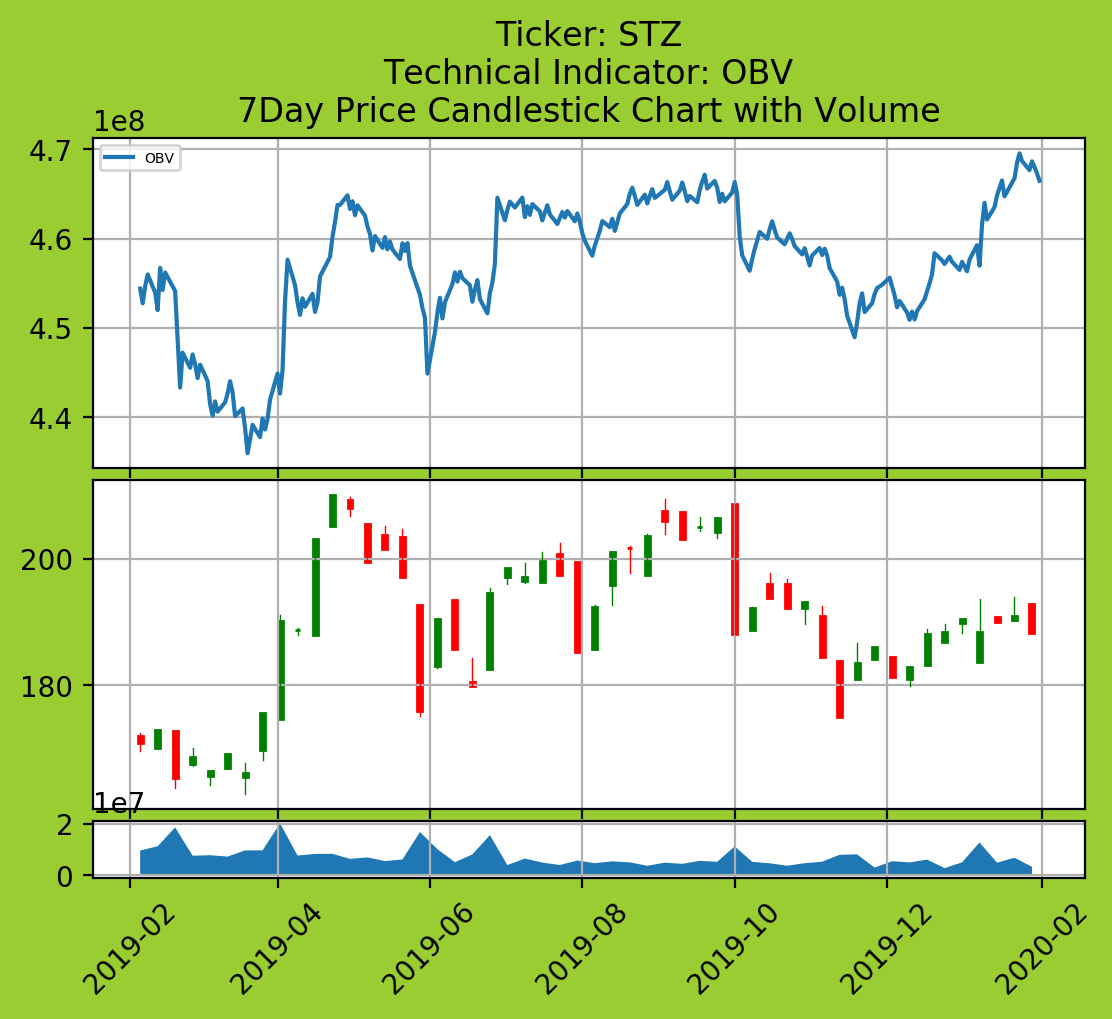 Ticker: STZ
Technical Indicator: OBV
7Day Price Candlestick Chart with Volume
1e8
OBV
4.7
4.6
4.5
4.4
200
180
1e7
2
0
2019-02
2019-04
2019-06
2019-08
2019-10
2019-12
2020-02